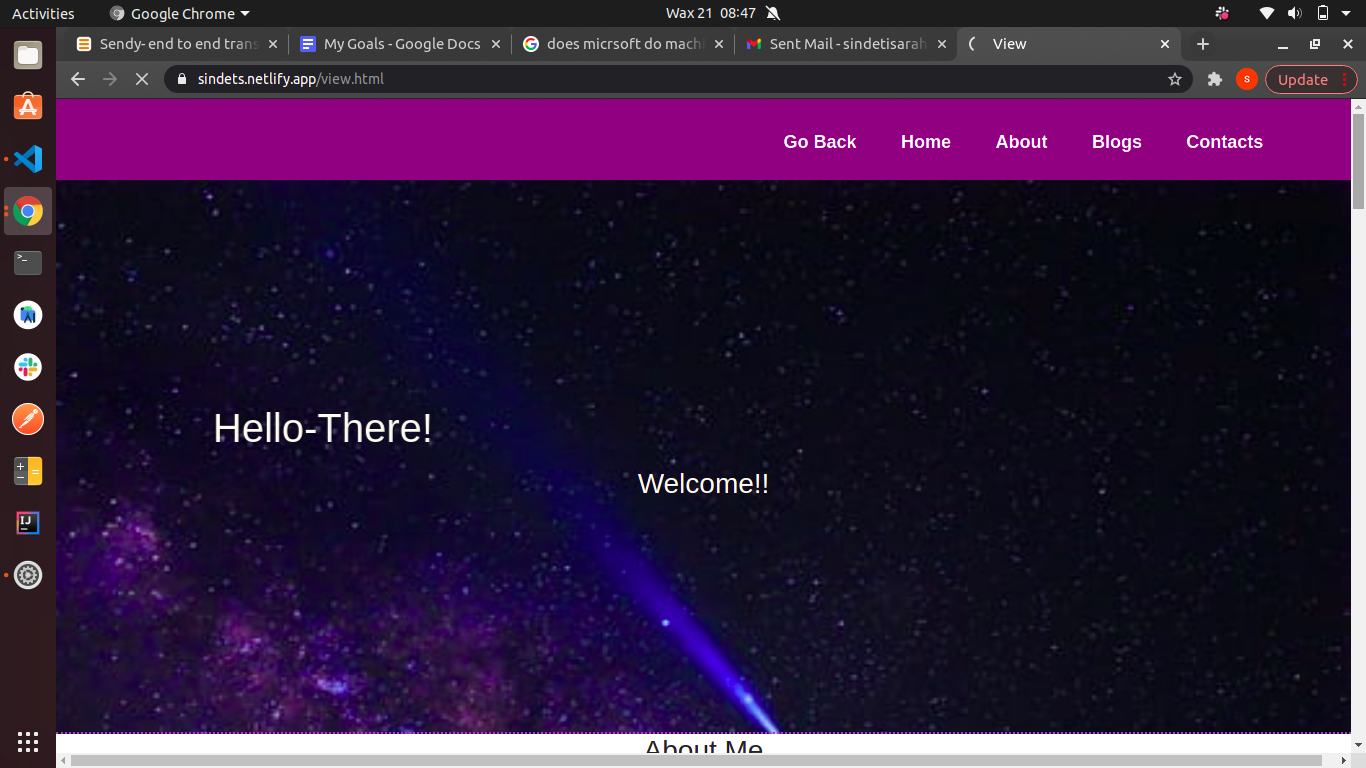 Activities Google Chrome Wax 21 08:47
Sendy- end to end trans My Goals - Google Docs does micrsoft do machi Sent Mail - sindetisarah View
sindets.netlify.app/view.html S Update
Go Back Home About Blogs Contacts
Hello-There!
Welcome!!
About Me